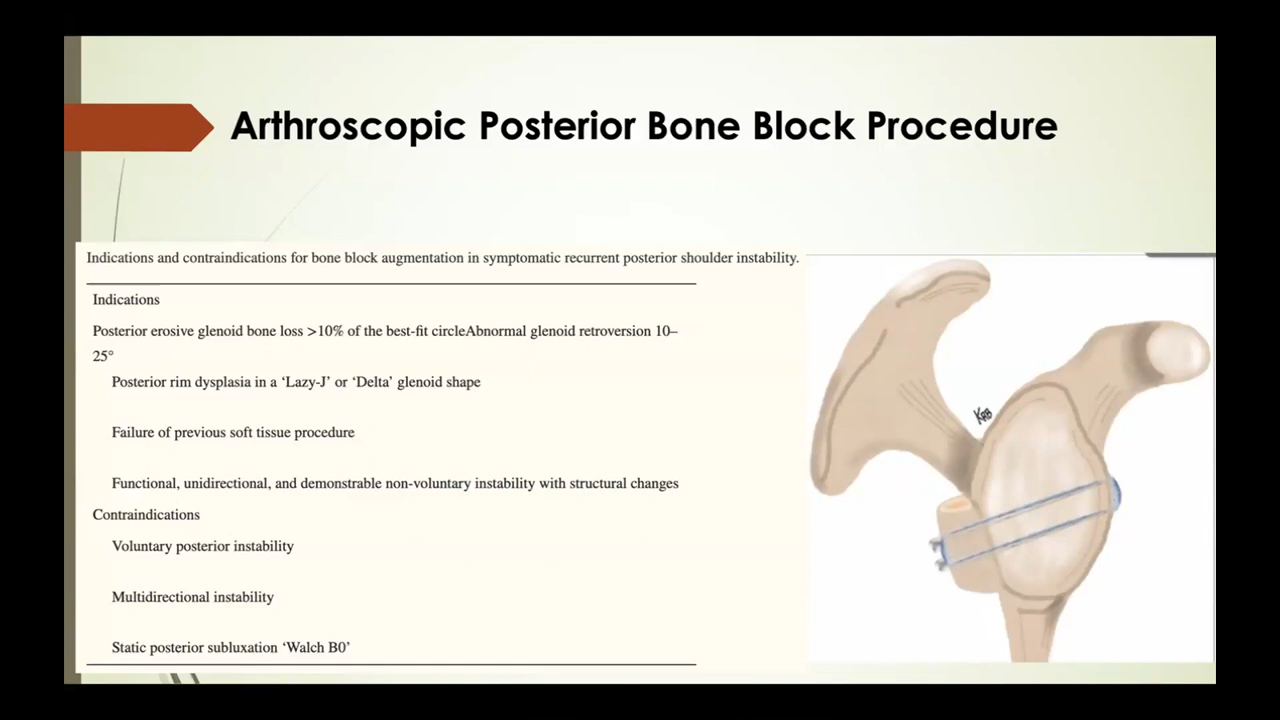 Arthroscopic Posterior Bone Block Procedure
Indications and contraindications for bone block augmentation in symptomatic recurrent posterior shoulder instability.
Indications
Posterior erosive glenoid bone loss >10% of the best-fit circleAbnormal glenoid retroversion 10–
25°
Posterior rim dysplasia in a ‘Lazy-J’ or ‘Delta’ glenoid shape
Failure of previous soft tissue procedure
Functional, unidirectional, and demonstrable non-voluntary instability with structural changes
Contraindications
Voluntary posterior instability
Multidirectional instability
Static posterior subluxation ‘Walch B0’
KRB